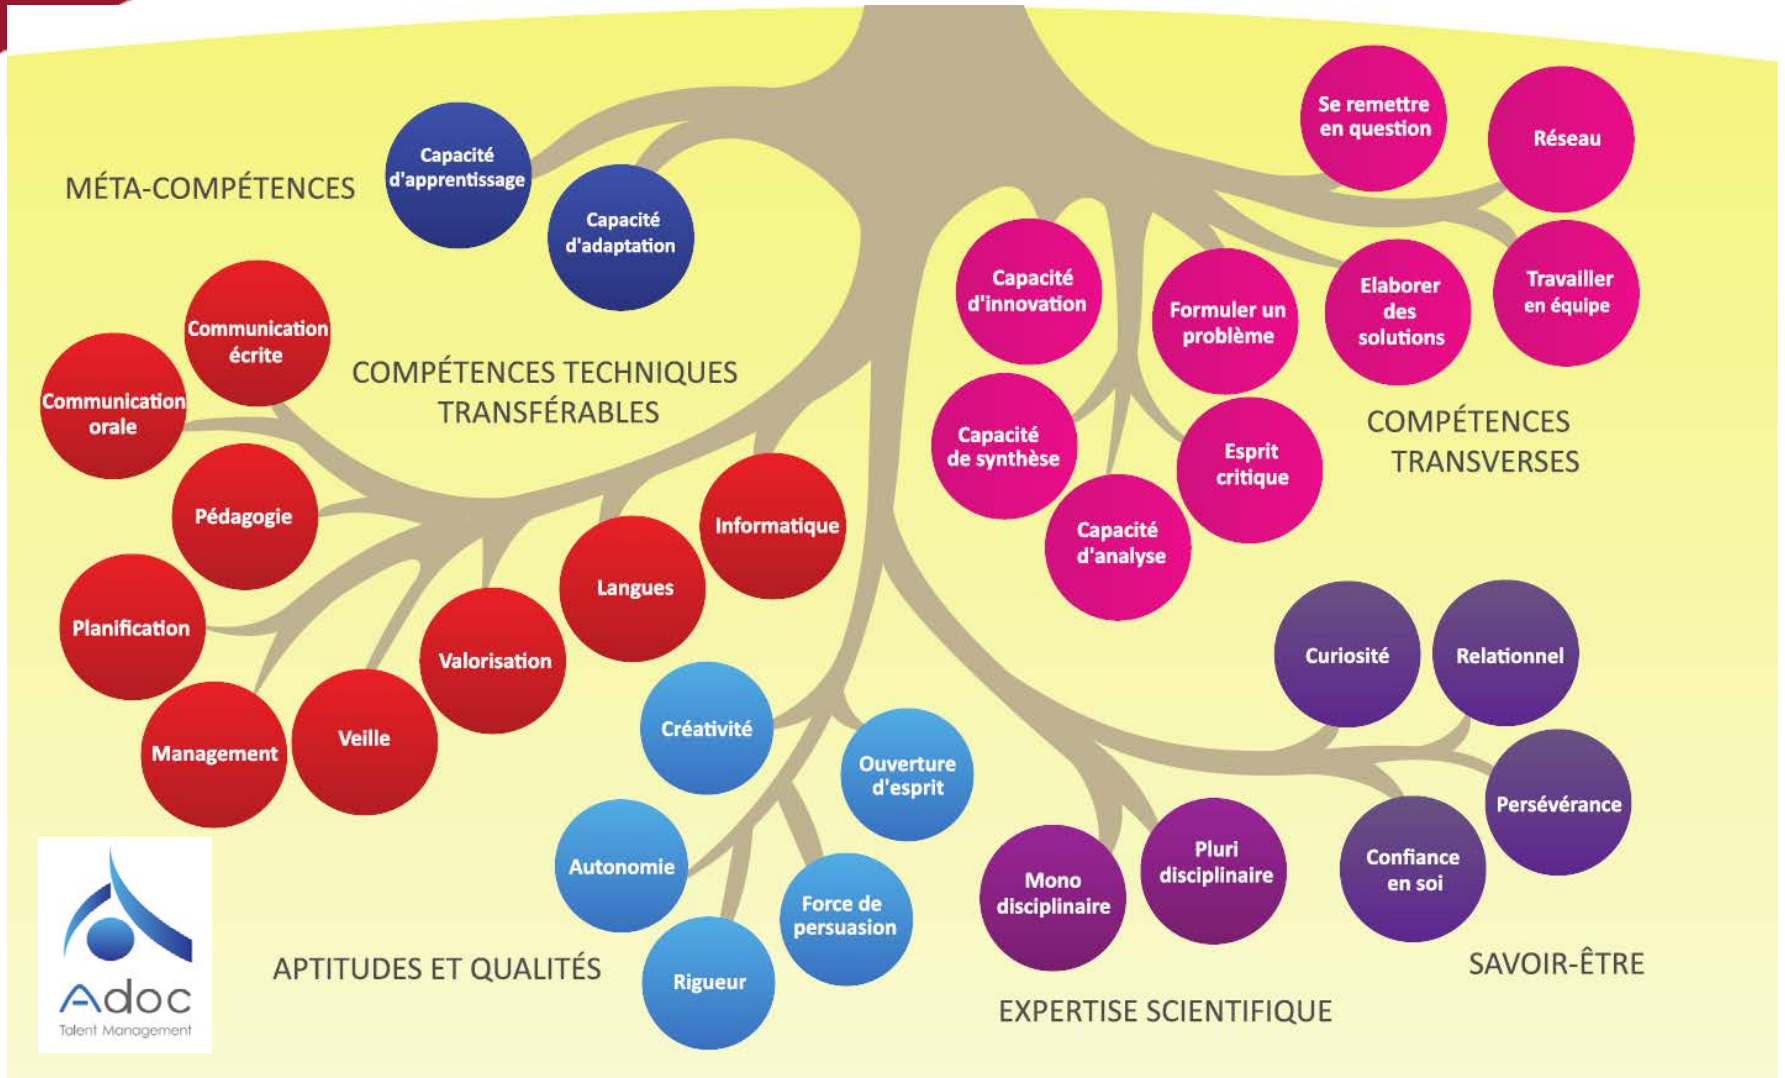 MÉTA-COMPÉTENCES
Capacité
d'apprentissage
Capacité
d'adaptation
COMPÉTENCES TECHNIQUES
TRANSFÉRABLES
Communication
écrite
Communication
orale
Pédagogie
Planification
Management
Veille
Valorisation
Langues
Informatique
Se remettre
en question
Réseau
Travailler
en équipe
Elaborer
des
solutions
Formuler un
problème
Capacité
d'innovation
Capacité
de synthèse
Capacité
d'analyse
Esprit
critique
COMPÉTENCES
TRANSVERSES
Créativité
Ouverture
d'esprit
Autonomie
Force de
persuasion
Rigueur
APTITUDES ET QUALITÉS
Mono
disciplinaire
Pluri
disciplinaire
EXPERTISE SCIENTIFIQUE
Curiosité
Relationnel
Persévérance
Confiance
en soi
SAVOIR-ÊTRE
Adoc
Talent Management